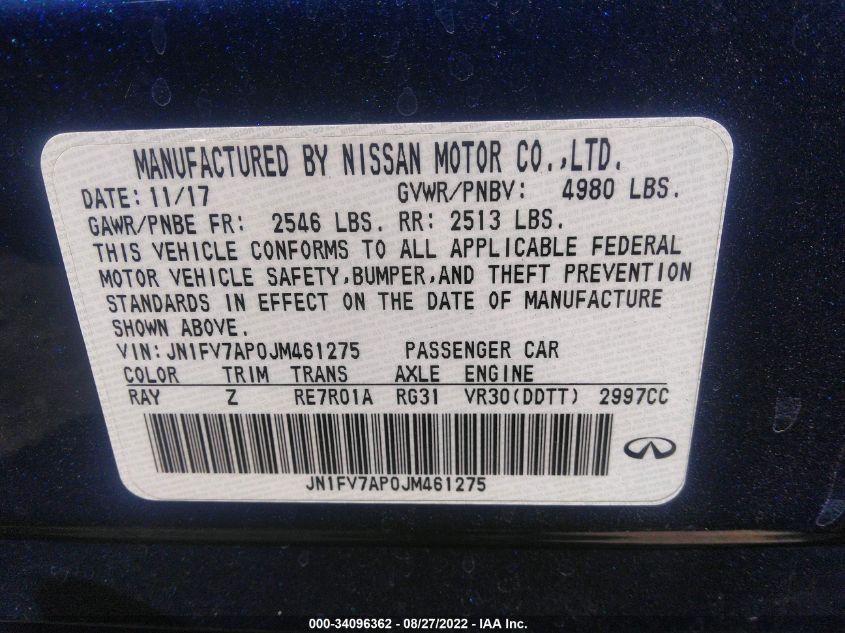 MANUFACTURED BY NISSAN MOTOR CO.,LTD.
DATE: 11/17 GVWR/PNBV: 4980 LBS.
GAWR/PNBE FR: 2546 LBS. RR: 2513 LBS.
THIS VEHICLE CONFORMS TO ALL APPLICABLE FEDERAL
MOTOR VEHICLE SAFETY,BUMPER,AND THEFT PREVENTION
STANDARDS IN EFFECT ON THE DATE OF MANUFACTURE
SHOWN ABOVE.
VIN: JN1FV7AP0JM461275 PASSENGER CAR
COLOR TRIM TRANS AXLE ENGINE
RAY Z RE7R01A RG31 VR30(DDTT) 2997CC
JN1FV7AP0JM461275
000-34096362 - 08/27/2022 - IAA Inc.